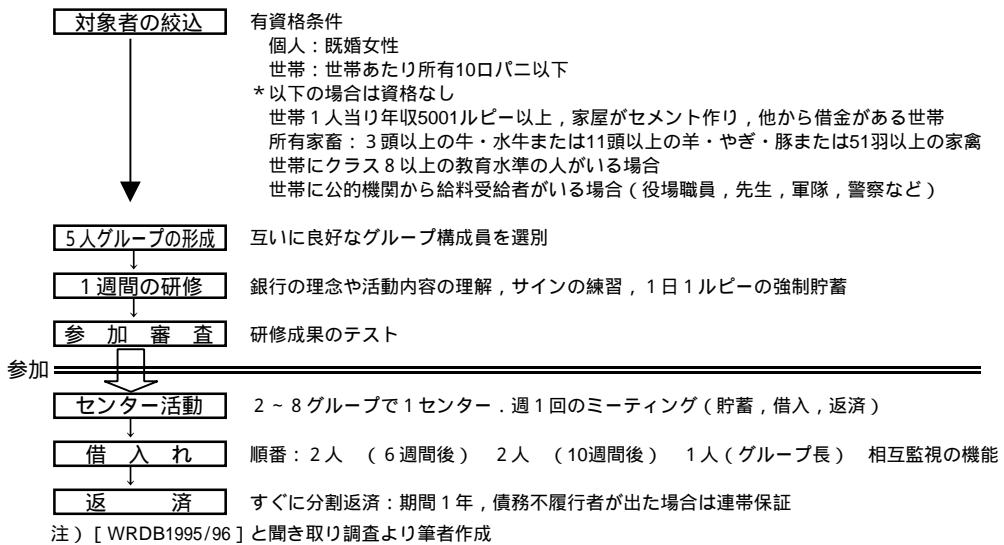 対象者の絞込 有資格条件
個人：既婚女性
世帯：世帯あたり所有10ロパニ以下
＊以下の場合は資格なし
世帯１人当り年収5001ルピー以上，家屋がセメント作り，他から借金がある世帯
所有家畜：３頭以上の牛・水牛または11頭以上の羊・やぎ・豚または51羽以上の家禽
世帯にクラス８以上の教育水準の人がいる場合
世帯に公的機関から給料受給者がいる場合（役場職員，先生，軍隊，警察など）
５人グループの形成 互いに良好なグループ構成員を選別
１週間の研修 銀行の理念や活動内容の理解，サインの練習，１日１ルピーの強制貯蓄
参加審査 研修成果のテスト
参加
センター活動 ２～８グループで１センター．週１回のミーティング（貯蓄，借入，返済）
借入れ 順番：２人 （６週間後） ２人 （10週間後） １人（グループ長） 相互監視の機能
返済 すぐに分割返済：期間１年，債務不履行者が出た場合は連帯保証
注）［WRDB1995/96］と聞き取り調査より筆者作成